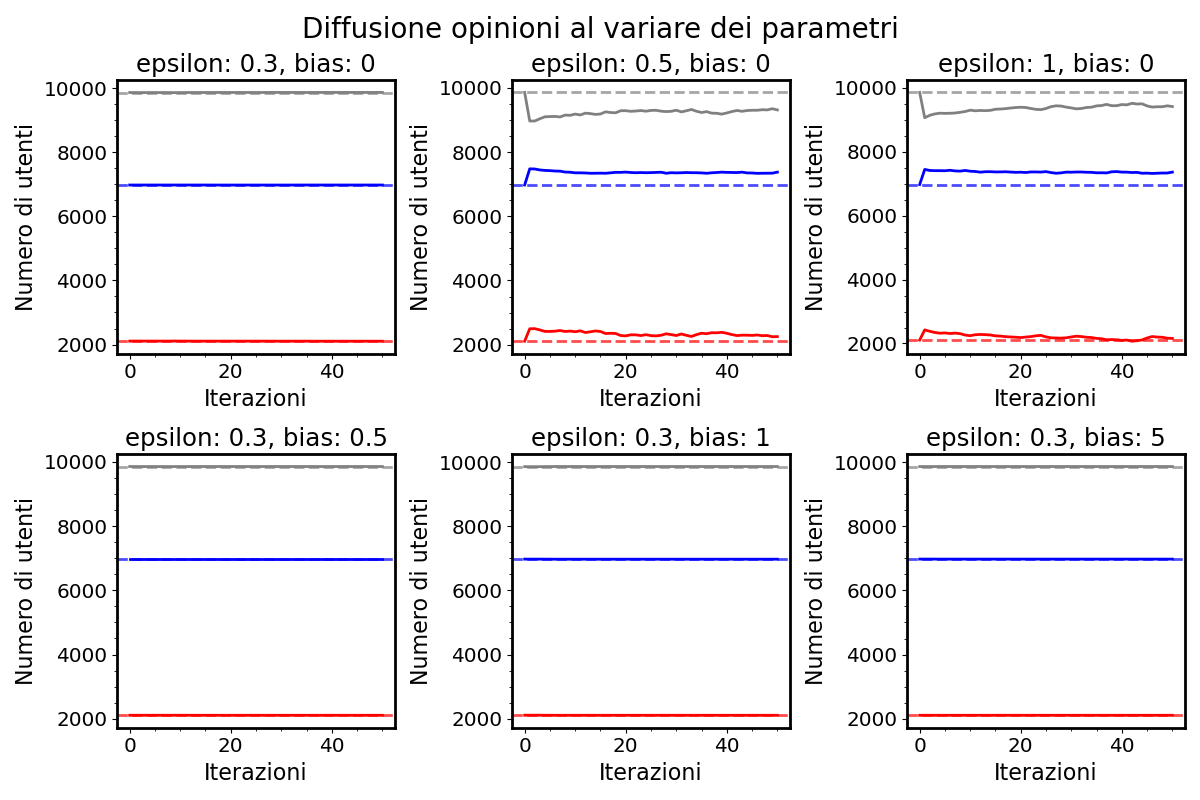 Diffusione opinioni al variare dei parametri
epsilon: 0.3, bias: 0
epsilon: 0.5, bias: 0
epsilon: 1, bias: 0
10000
8000
6000
4000
2000
Numero di utenti
0
20
40
Iterazioni
10000
8000
6000
4000
2000
Numero di utenti
0
20
40
Iterazioni
10000
8000
6000
4000
2000
Numero di utenti
0
20
40
Iterazioni
epsilon: 0.3, bias: 0.5
epsilon: 0.3, bias: 1
epsilon: 0.3, bias: 5
10000
8000
6000
4000
2000
Numero di utenti
0
20
40
Iterazioni
10000
8000
6000
4000
2000
Numero di utenti
0
20
40
Iterazioni
10000
8000
6000
4000
2000
Numero di utenti
0
20
40
Iterazioni